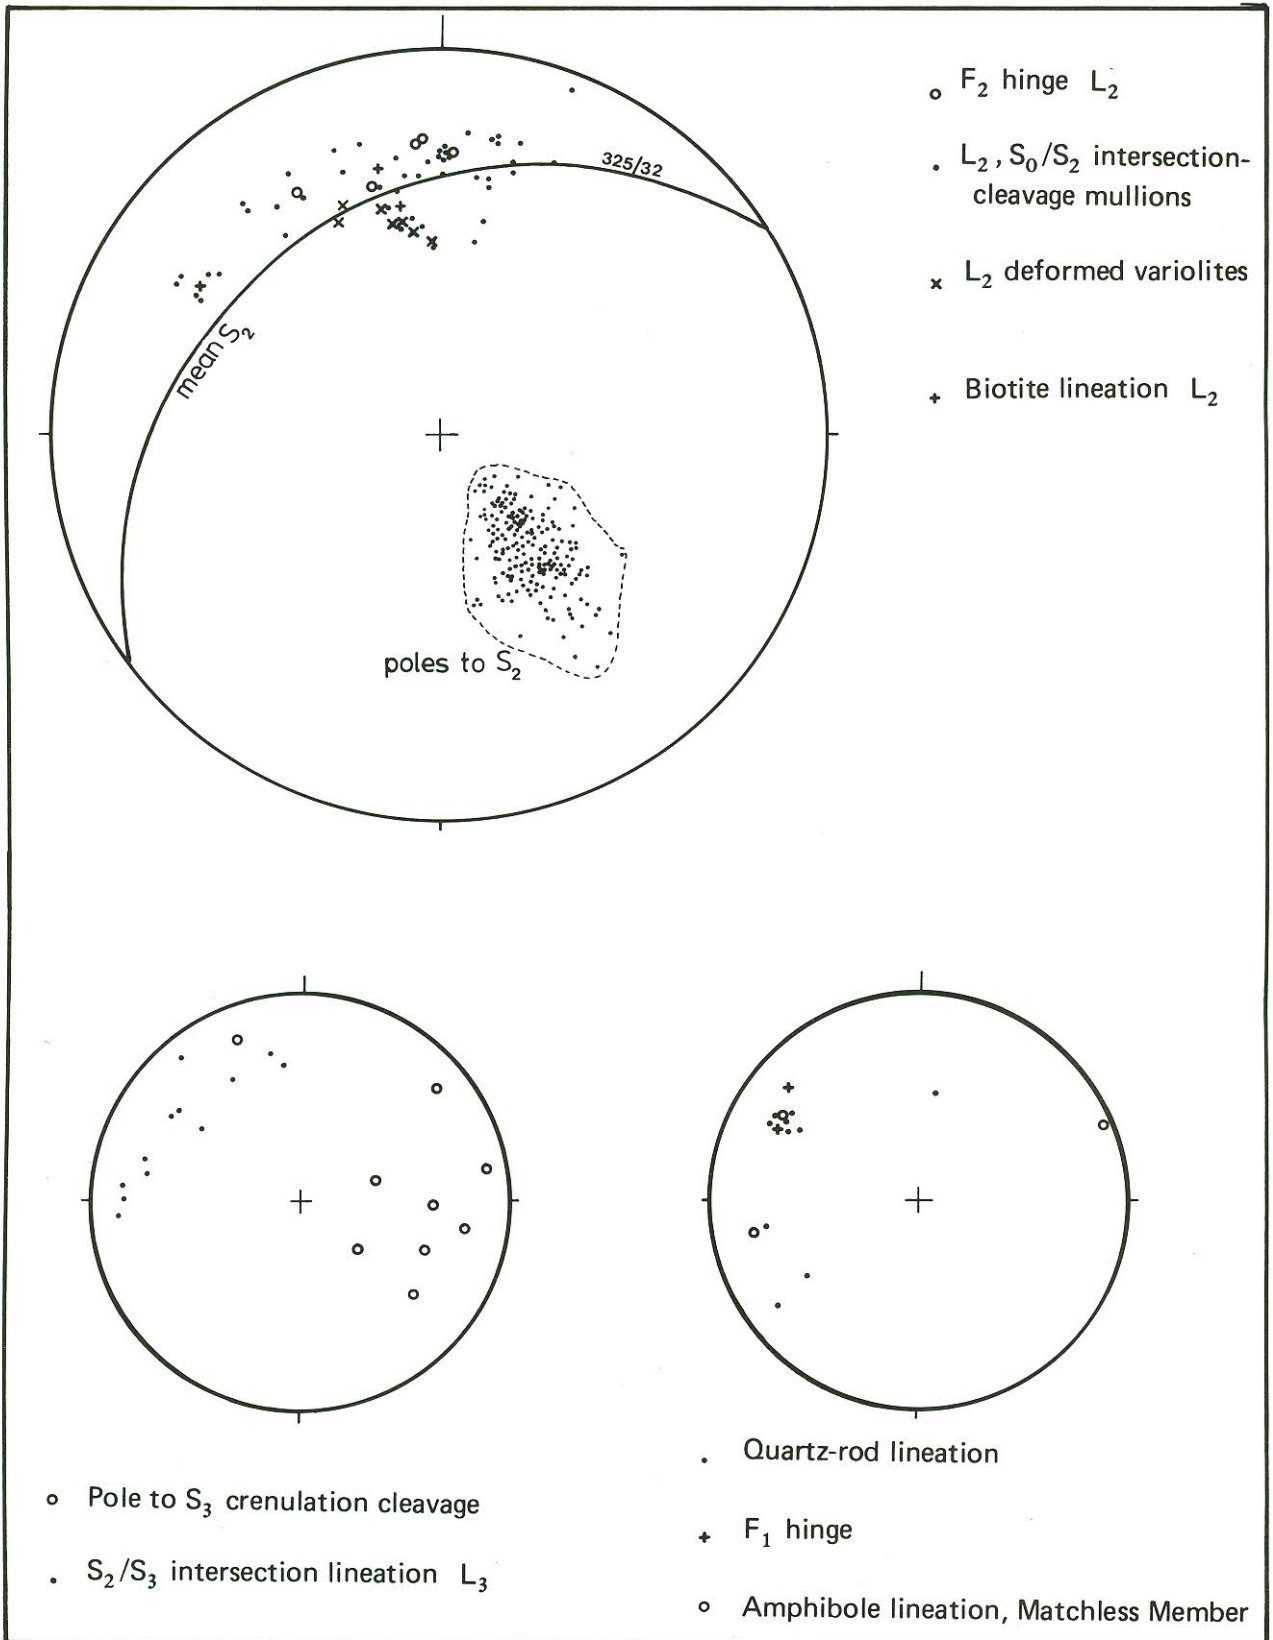 F₂ hinge L₂
L₂, S₀/S₂ intersection-
cleavage mullions
L₂ deformed variolites
Biotite lineation L₂
325/32
mean S₂
poles to S₂
Pole to S₃ crenulation cleavage
S₂/S₃ intersection lineation L₃
Quartz-rod lineation
F₁ hinge
Amphibole lineation, Matchless Member